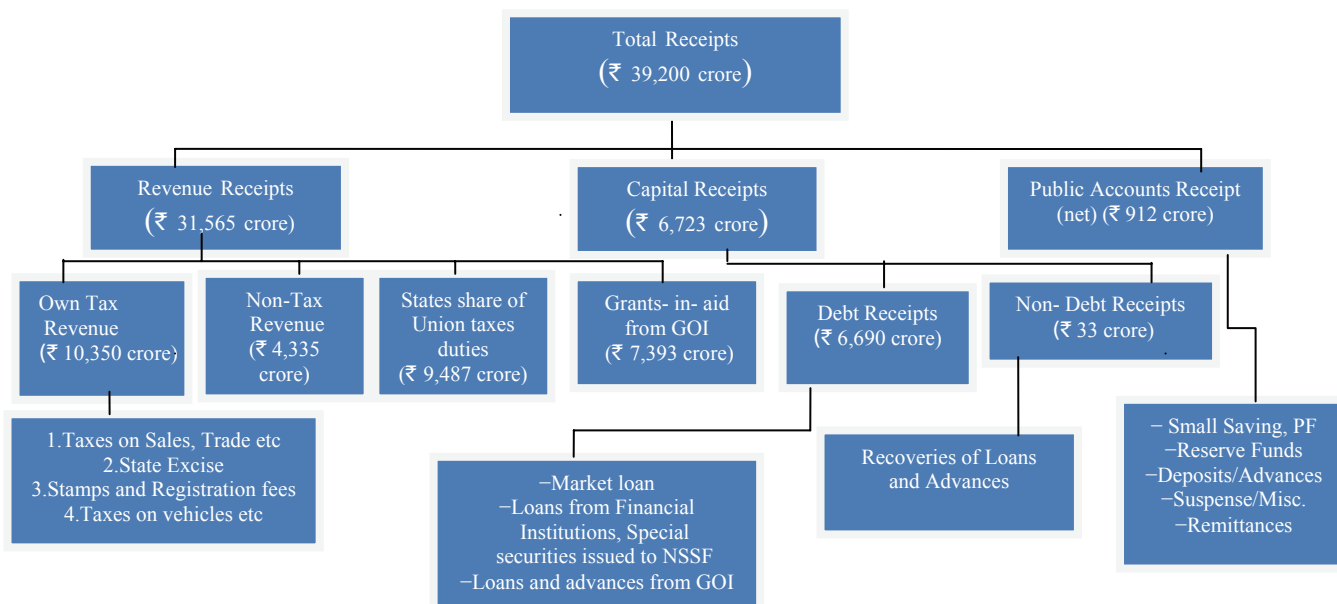 Total Receipts
(₹ 39,200 crore)
Revenue Receipts
(₹ 31,565 crore)
Capital Receipts
(₹ 6,723 crore)
Public Accounts Receipt
(net) (₹ 912 crore)
Own Tax
Revenue
(₹ 10,350 crore)
Non-Tax
Revenue
(₹ 4,335
crore)
States share of
Union taxes
duties
(₹ 9,487 crore)
Grants- in- aid
from GOI
(₹ 7,393 crore)
Debt Receipts
(₹ 6,690 crore)
Non- Debt Receipts
(₹ 33 crore)
1.Taxes on Sales, Trade etc
2.State Excise
3.Stamps and Registration fees
4.Taxes on vehicles etc
−Market loan
−Loans from Financial
Institutions, Special
securities issued to NSSF
−Loans and advances from GOI
Recoveries of Loans
and Advances
− Small Saving, PF
−Reserve Funds
−Deposits/Advances
−Suspense/Misc.
−Remittances